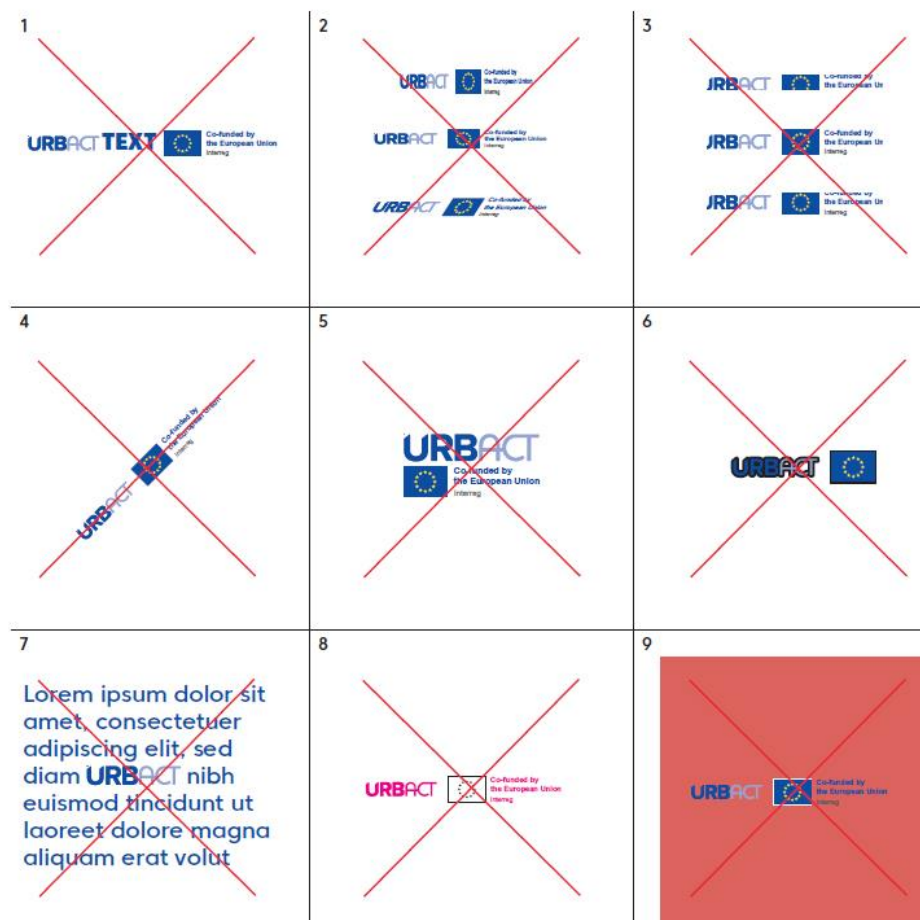 1
URBACT TEXT Co-funded by
the European Union
Interreg
2
URBACT Co-funded by
the European Union
Interreg
URBACT Co-funded by
the European Union
Interreg
URBACT Co-funded by
the European Union
Interreg
3
URBACT Co-funded by
the European Un
URBACT Co-funded by
the European Un
Interreg
URBACT Co-funded by
the European Un
Interreg
4
URBACT Co-funded by
the European Union
Interreg
5
URBACT
Co-funded by
the European Union
Interreg
6
URBACT
7
Lorem ipsum dolor sit
amet, consectetuer
adipiscing elit, sed
diam URBACT nibh
euismod tincidunt ut
laoreet dolore magna
aliquam erat volut
8
URBACT Co-funded by
the European Union
Interreg
9
URBACT Co-funded by
the European Union
Interreg